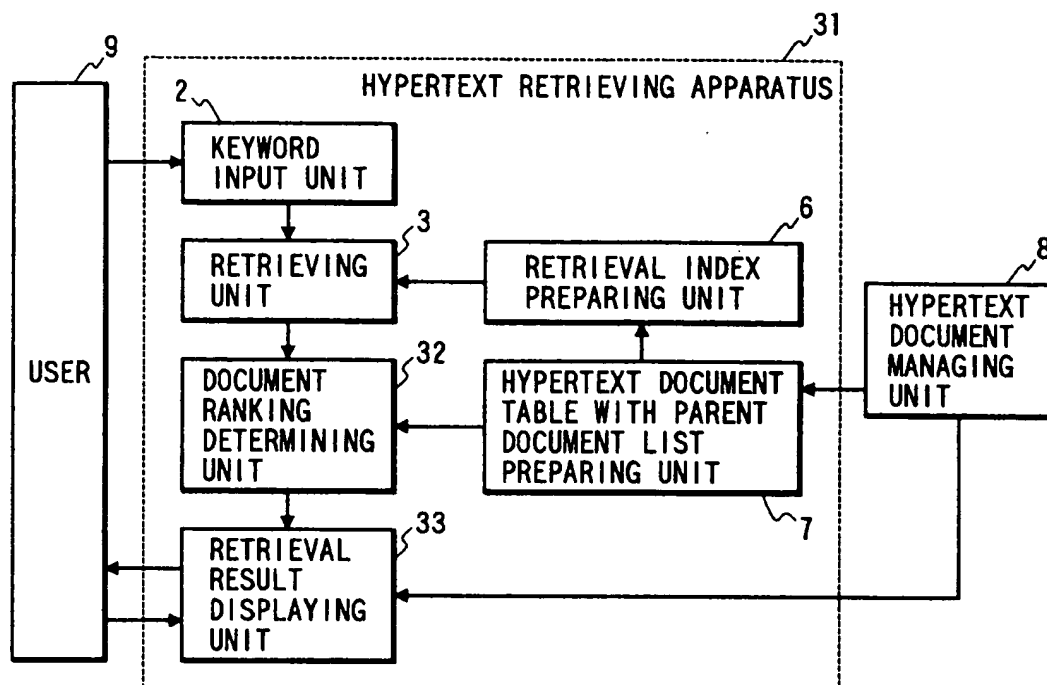 31
9
HYPERTEXT RETRIEVING APPARATUS
2
KEYWORD
INPUT UNIT
3
RETRIEVING
UNIT
6
RETRIEVAL INDEX
PREPARING UNIT
8
HYPERTEXT
DOCUMENT
MANAGING
UNIT
USER
32
DOCUMENT
RANKING
DETERMINING
UNIT
HYPERTEXT DOCUMENT
TABLE WITH PARENT
DOCUMENT LIST
PREPARING UNIT
7
33
RETRIEVAL
RESULT
DISPLAYING
UNIT